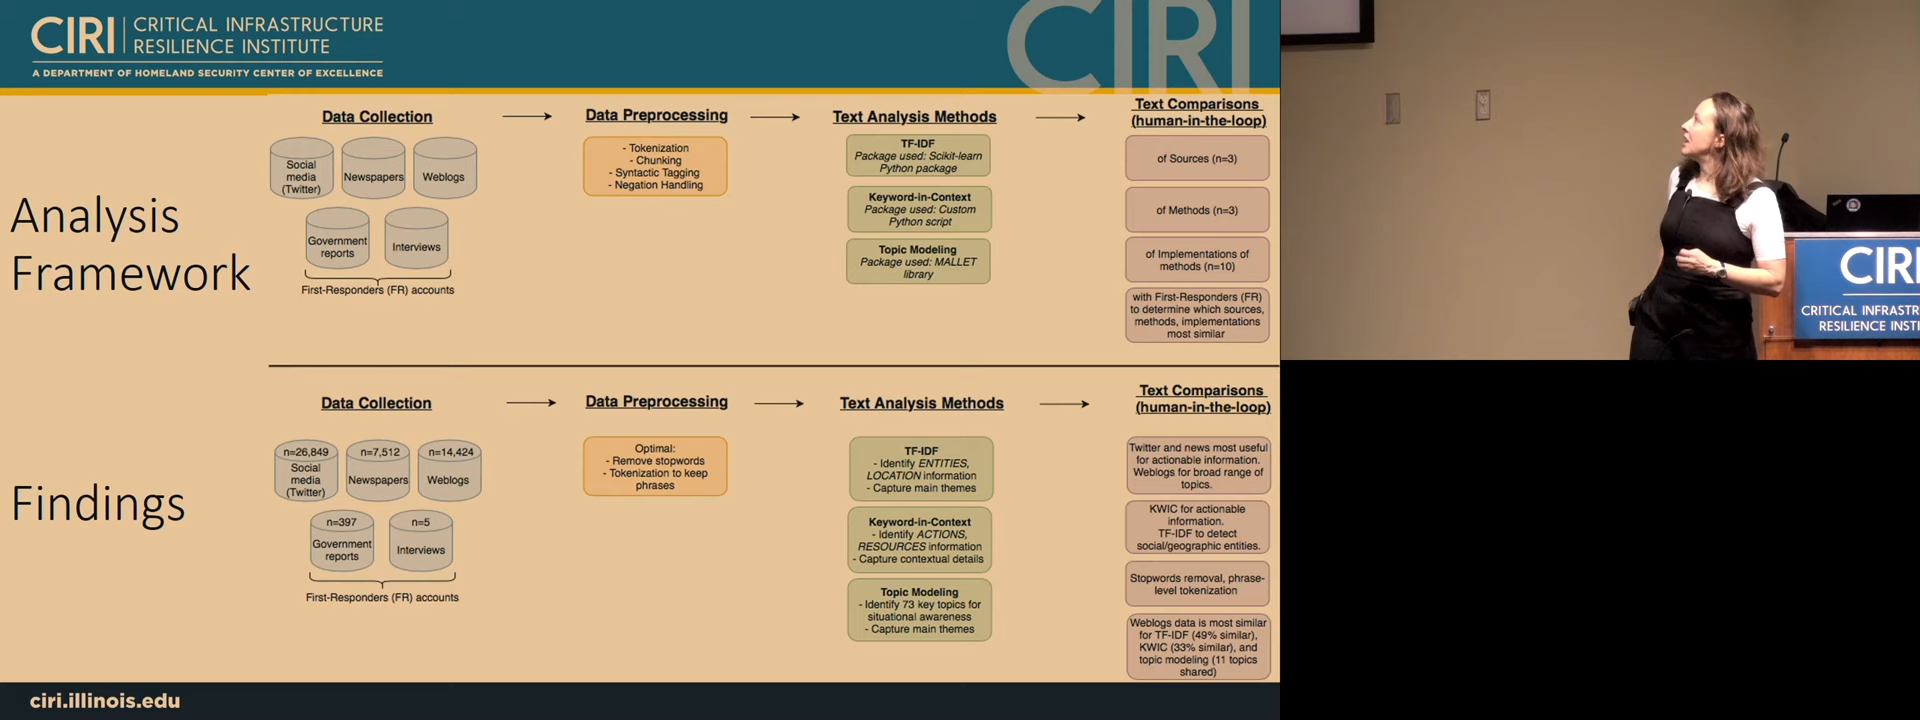 CIRI
CRITICAL INFRASTRUCTURE
RESILIENCE INSTITUTE
A DEPARTMENT OF HOMELAND SECURITY CENTER OF EXCELLENCE
CIRI
Analysis
Framework
Data Collection
Social
media
(Twitter)
Newspapers
Weblogs
Government
reports
Interviews
First-Responders (FR) accounts
Data Preprocessing
- Tokenization
- Chunking
- Syntactic Tagging
- Negation Handling
Text Analysis Methods
TF-IDF
Package used: Scikit-learn
Python package
Keyword-in-Context
Package used: Custom
Python script
Topic Modeling
Package used: MALLET
library
Text Comparisons
(human-in-the-loop)
of Sources (n=3)
of Methods (n=3)
of Implementations of
methods (n=10)
with First-Responders (FR)
to determine which sources,
methods, implementations
most similar
Findings
Data Collection
n=26,849
Social
media
(Twitter)
n=7,512
Newspapers
n=14,424
Weblogs
n=397
Government
reports
n=5
Interviews
First-Responders (FR) accounts
Data Preprocessing
Optimal:
- Remove stopwords
- Tokenization to keep
phrases
Text Analysis Methods
TF-IDF
- Identify ENTITIES,
LOCATION information
- Capture main themes
Keyword-in-Context
- Identify ACTIONS,
RESOURCES information
- Capture contextual details
Topic Modeling
- Identify 73 key topics for
situational awareness
- Capture main themes
Text Comparisons
(human-in-the-loop)
Twitter and news most useful
for actionable information.
Weblogs for broad range of
topics.
KWIC for actionable
information.
TF-IDF to detect
social/geographic entities.
Stopwords removal, phrase-
level tokenization
Weblogs data is most similar
for TF-IDF (49% similar),
KWIC (33% similar), and
topic modeling (11 topics
shared)
ciri.illinois.edu
CIRI
CRITICAL INFRASTR
RESILIENCE INSTI